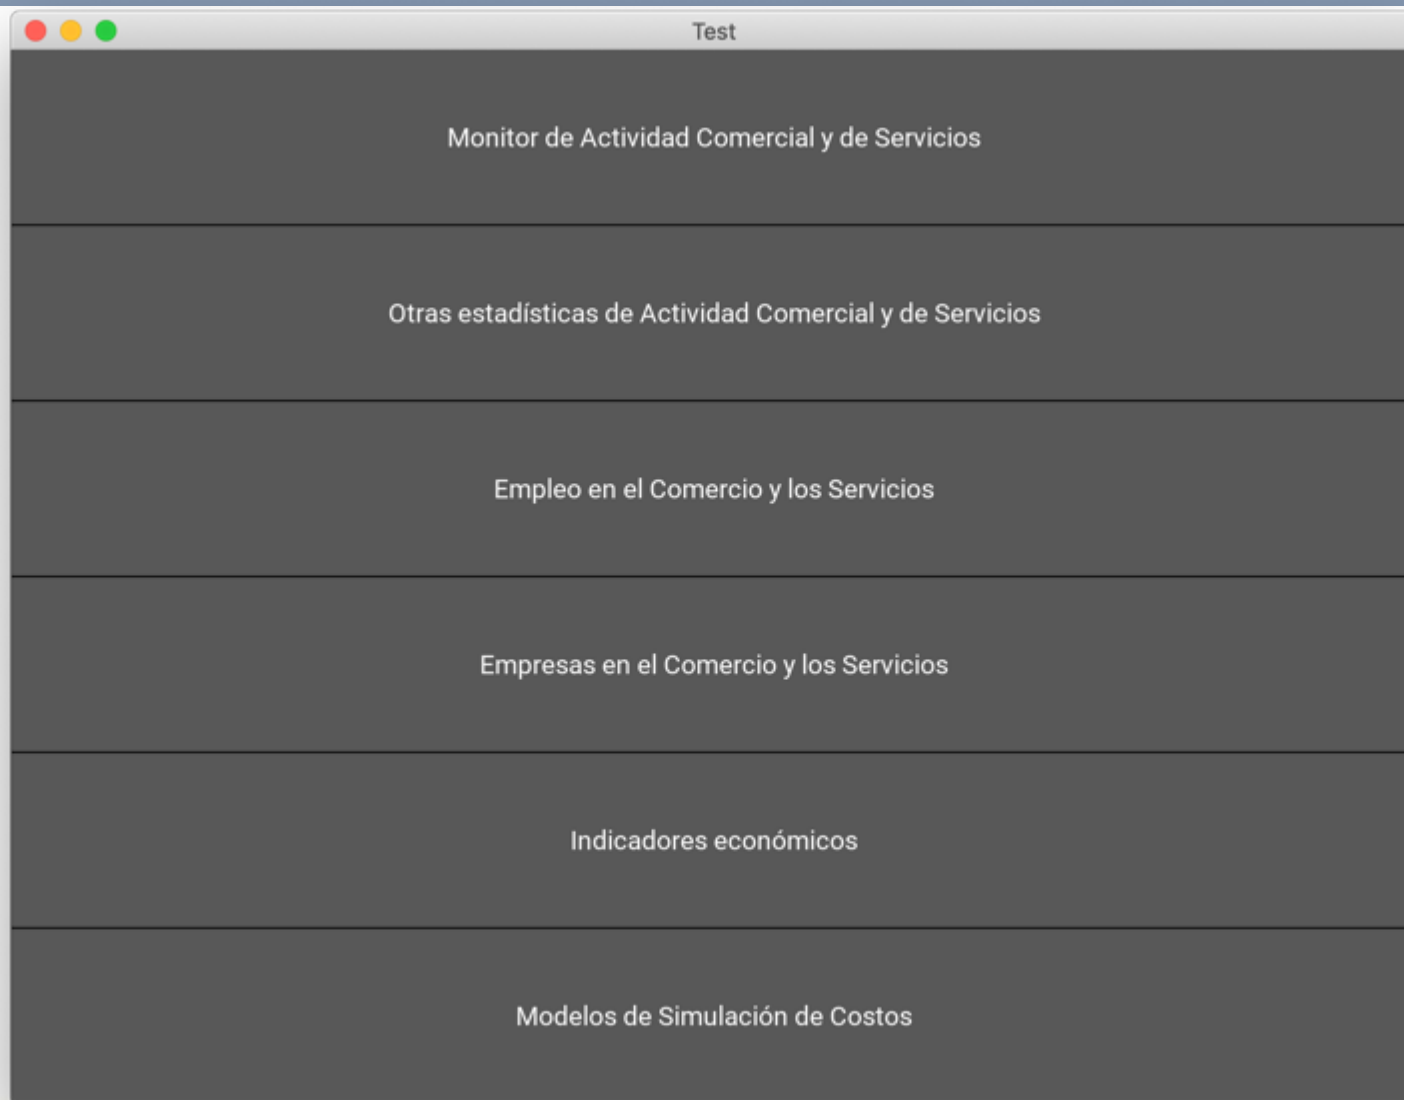 Test
Monitor de Actividad Comercial y de Servicios
Otras estadísticas de Actividad Comercial y de Servicios
Empleo en el Comercio y los Servicios
Empresas en el Comercio y los Servicios
Indicadores económicos
Modelos de Simulación de Costos